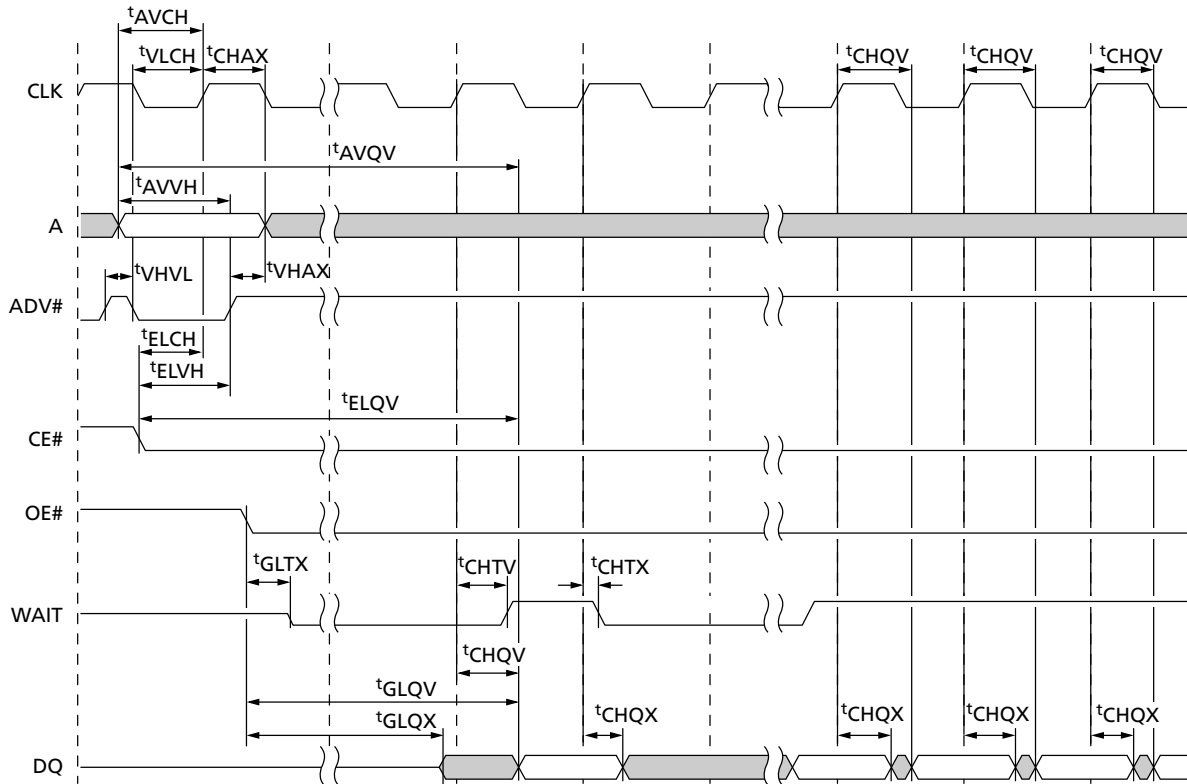 tAVCH
tVLCH tCHAX tCHQV tCHQV tCHQV
CLK
tAVQV
tAVVH
A
tVHVL tVHAX
ADV#
tELCH
tELVH
tELQV
CE#
OE#
tGLTX tCHTV tCHTX
WAIT
tCHQV
tGLQV
tGLQX tCHQX tCHQX tCHQX tCHQX
DQ